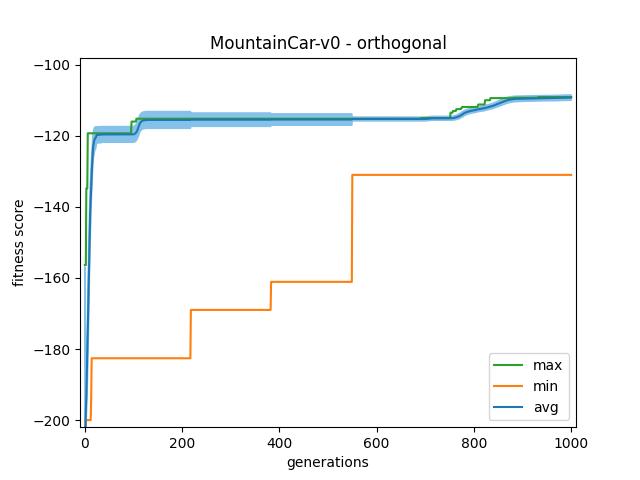 MountainCar-v0 - orthogonal
−100
−120
−140
−160
−180
−200
fitness score
0 200 400 600 800 1000
generations
max
min
avg